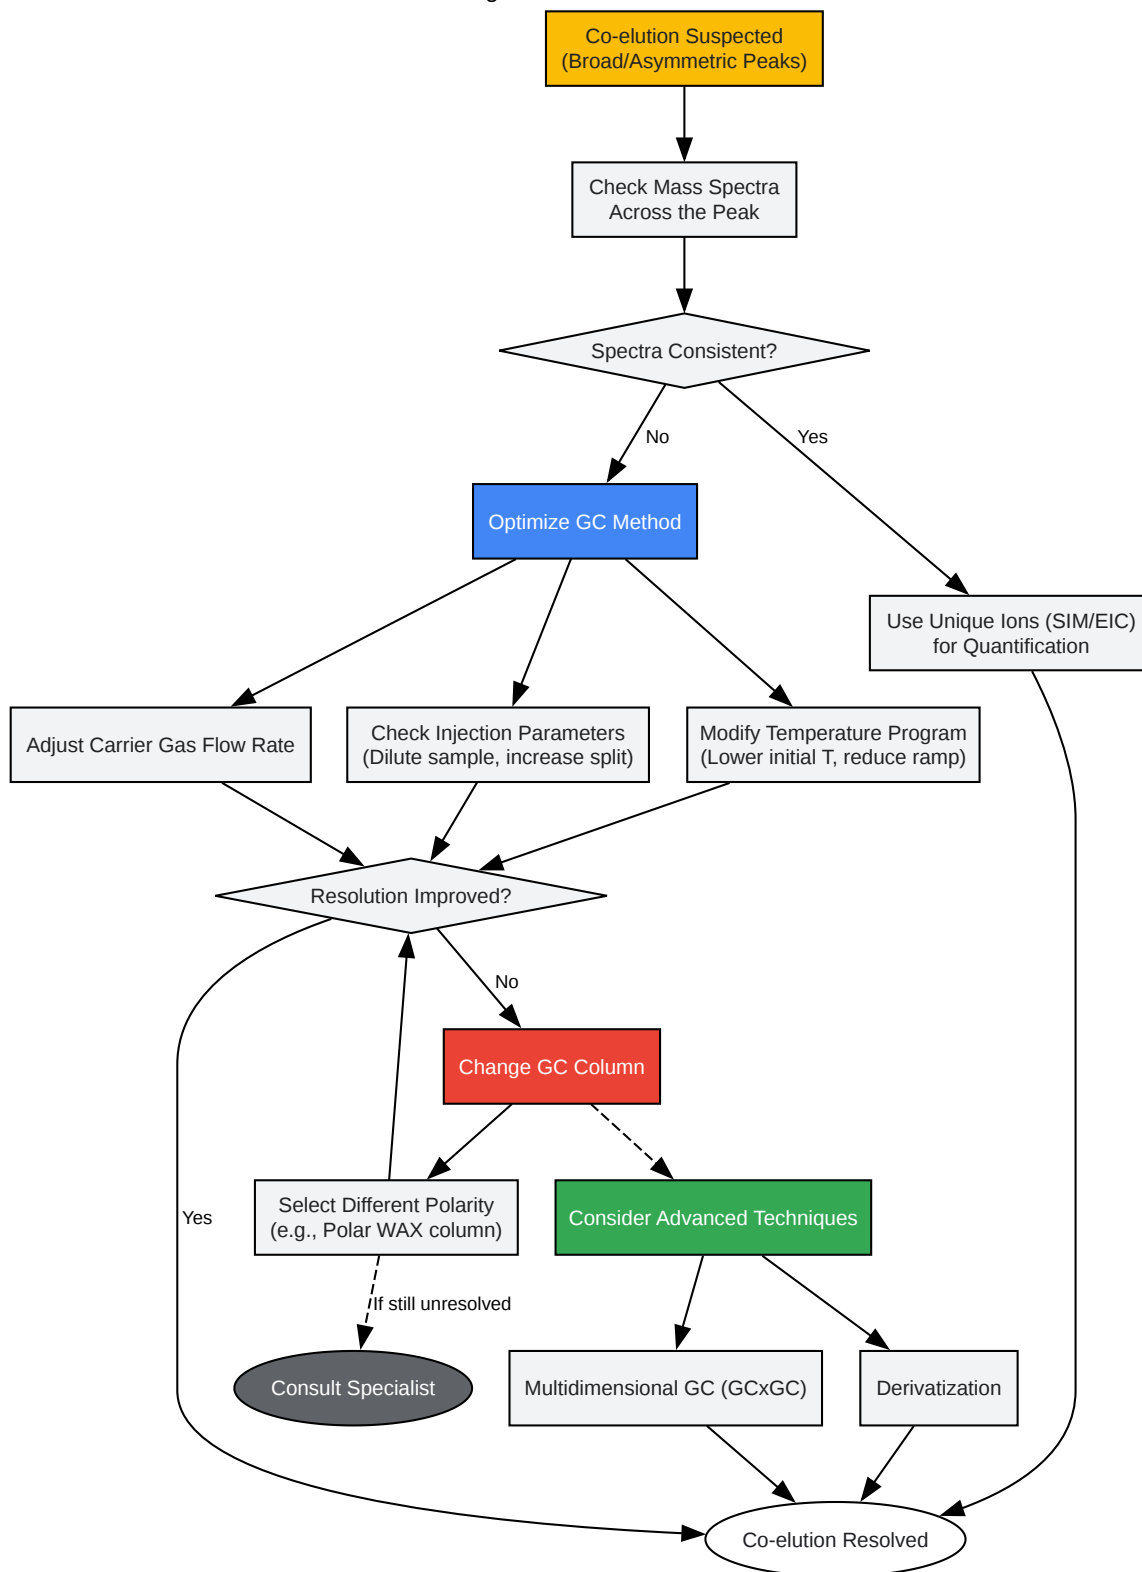 Co-elution Suspected
(Broad/Asymmetric Peaks)
Check Mass Spectra
Across the Peak
Spectra Consistent?
No
Yes
Optimize GC Method
Use Unique Ions (SIM/EIC)
for Quantification
Adjust Carrier Gas Flow Rate
Check Injection Parameters
(Dilute sample, increase split)
Modify Temperature Program
(Lower initial T, reduce ramp)
Resolution Improved?
No
Change GC Column
Yes
Select Different Polarity
(e.g., Polar WAX column)
Consider Advanced Techniques
If still unresolved
Consult Specialist
Multidimensional GC (GCxGC)
Derivatization
Co-elution Resolved